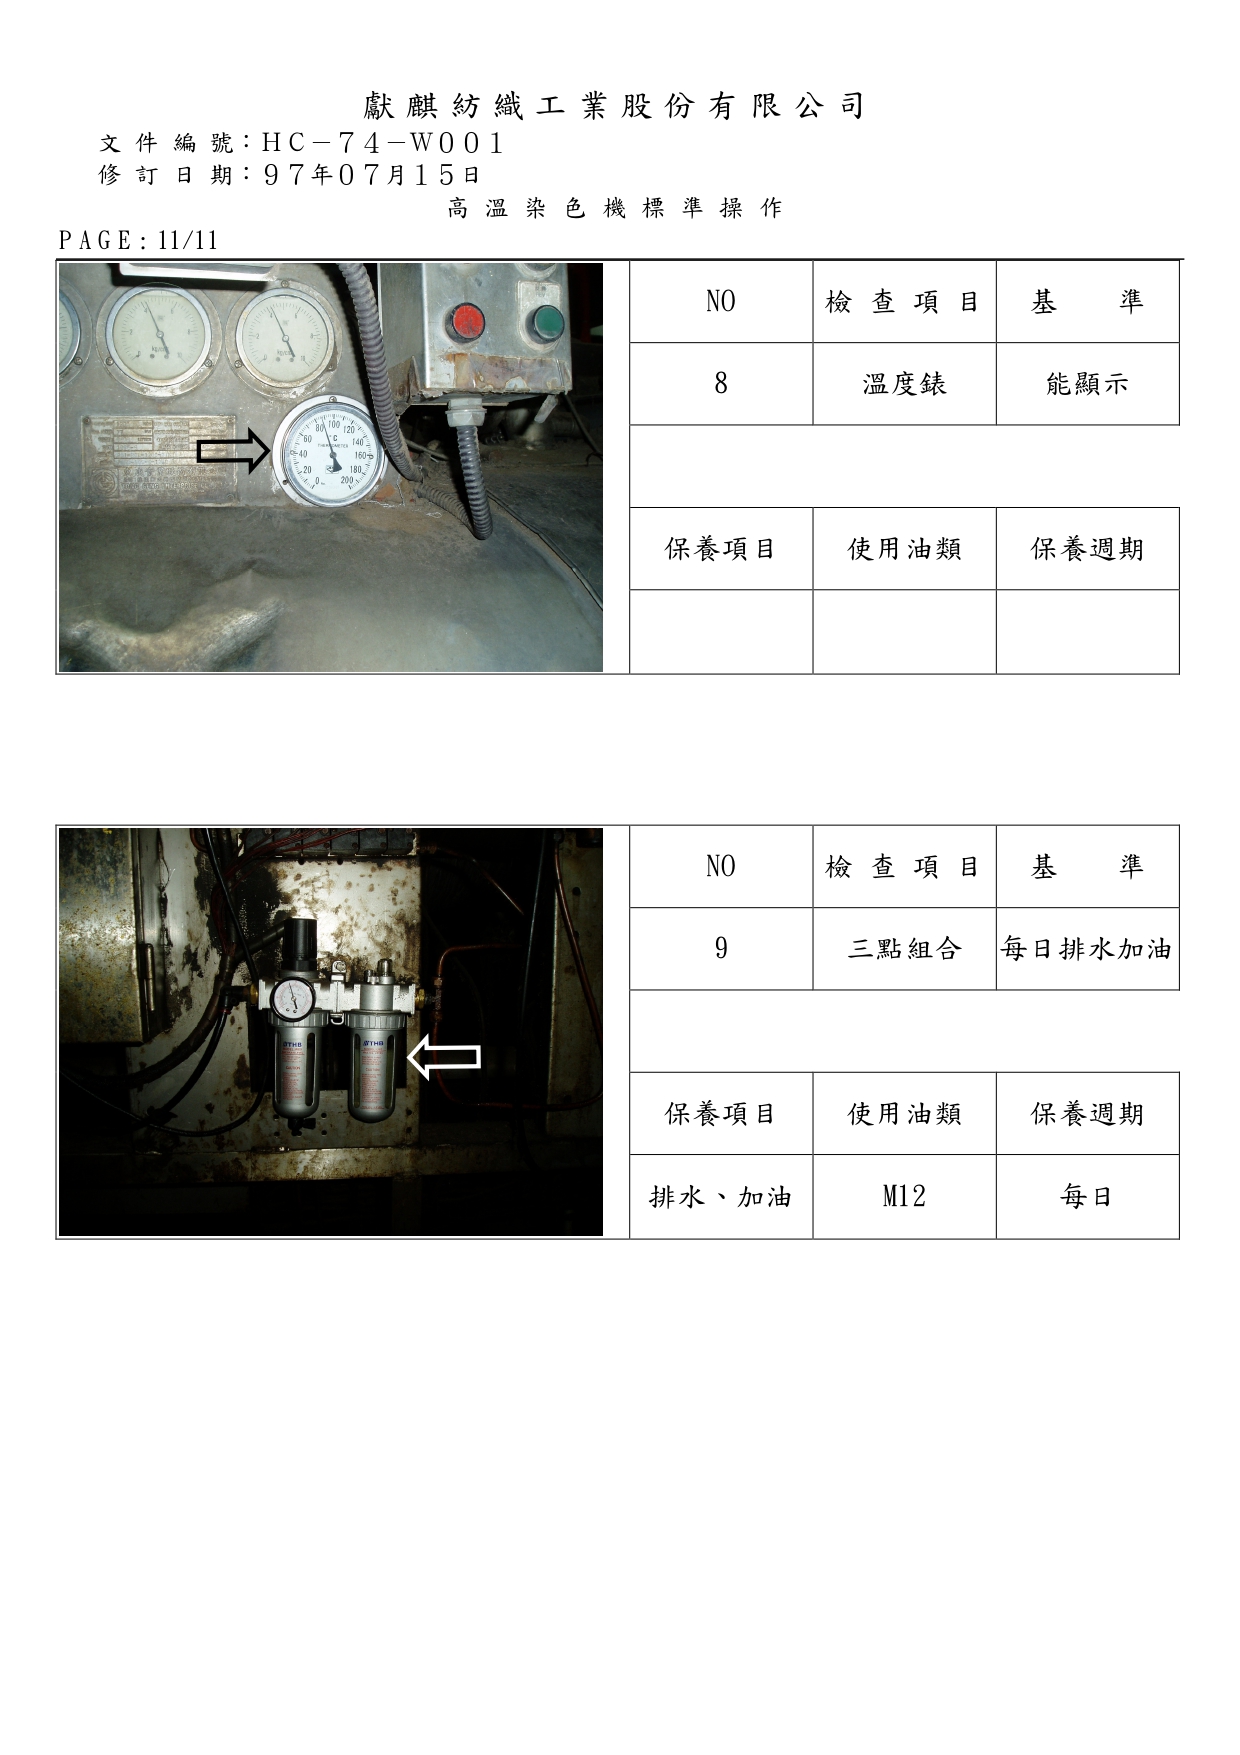 獻麒紡織工業股份有限公司
文件編號：HC－74－W001
修訂日期：97年07月15日
高溫染色機標準操作
PAGE: 11/11
NO 檢查項目 基準
8 溫度錶 能顯示
保養項目 使用油類 保養週期
80 100 120
60 °C 140
THERMOMETER
40 160
20 180
0 200
NO 檢查項目 基準
9 三點組合 每日排水加油
保養項目 使用油類 保養週期
排水、加油 M12 每日
THB THB